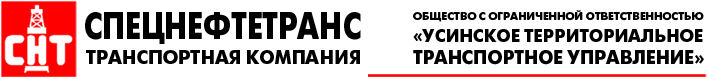 СНТ
СПЕЦНЕФТЕТРАНС
ТРАНСПОРТНАЯ КОМПАНИЯ
ОБЩЕСТВО С ОГРАНИЧЕННОЙ ОТВЕТСТВЕННОСТЬЮ
«УСИНСКОЕ ТЕРРИТОРИАЛЬНОЕ
ТРАНСПОРТНОЕ УПРАВЛЕНИЕ»